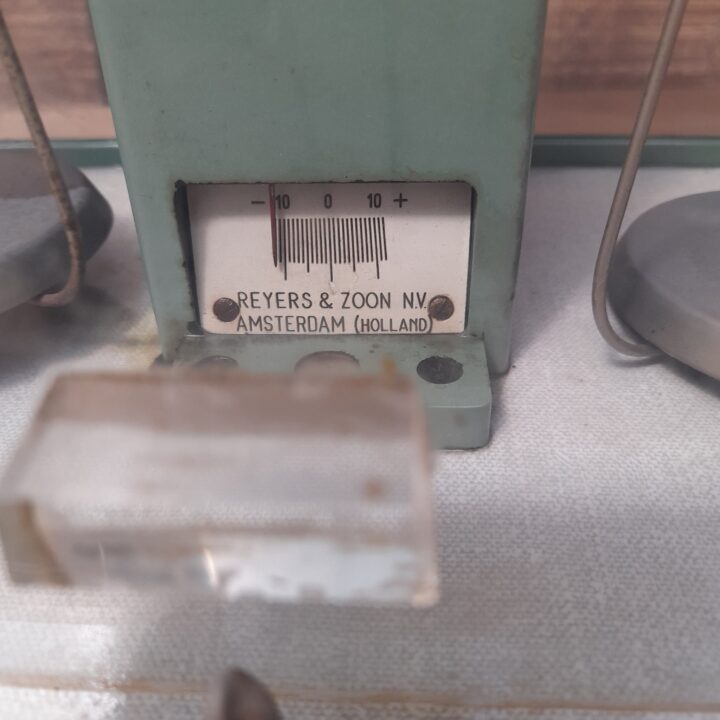 − 10 0 10 +
REYERS & ZOON N.V.
AMSTERDAM (HOLLAND)